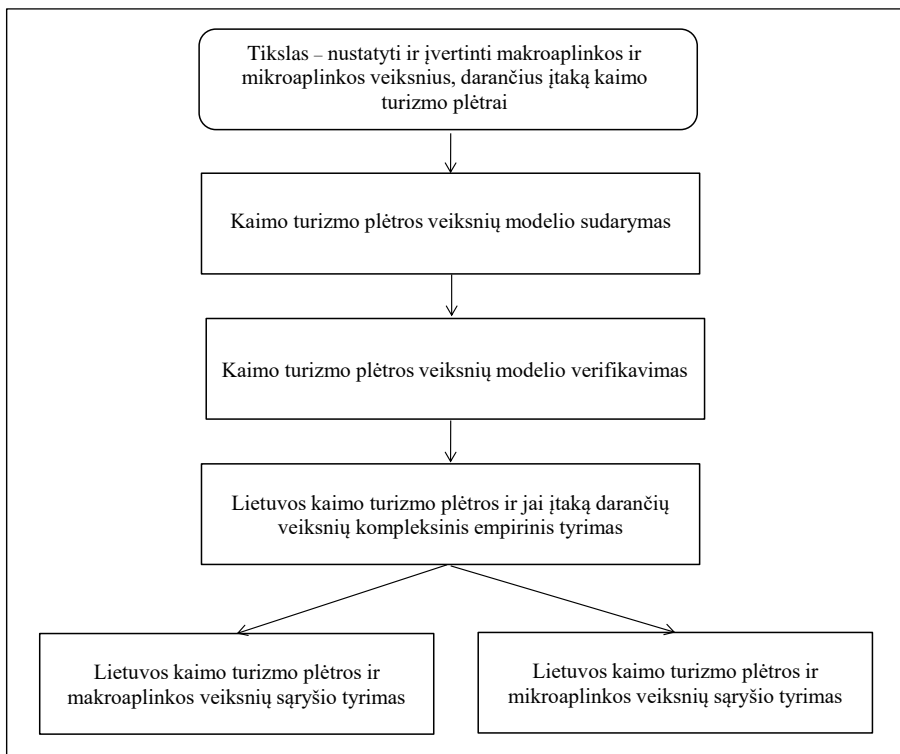 Tikslas – nustatyti ir įvertinti makroaplinkos ir
mikroaplinkos veiksnius, darančius įtaką kaimo
turizmo plėtrai
Kaimo turizmo plėtros veiksnių modelio sudarymas
Kaimo turizmo plėtros veiksnių modelio verifikavimas
Lietuvos kaimo turizmo plėtros ir jai įtaką darančių
veiksnių kompleksinis empirinis tyrimas
Lietuvos kaimo turizmo plėtros ir
makroaplinkos veiksnių sąryšio tyrimas
Lietuvos kaimo turizmo plėtros ir
mikroaplinkos veiksnių sąryšio tyrimas